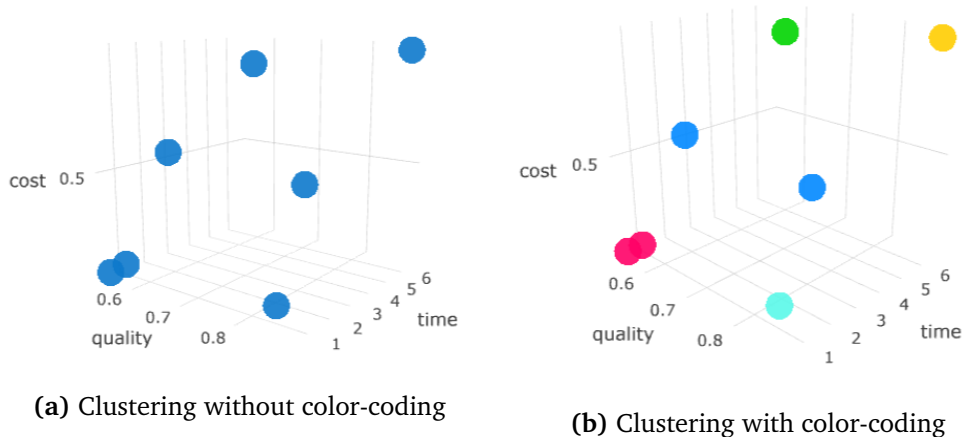 cost 0.5
0.6
0.7
0.8
quality
1
2
3
4
5
6
time
(a) Clustering without color-coding
cost 0.5
0.6
0.7
0.8
quality
1
2
3
4
5
6
time
(b) Clustering with color-coding